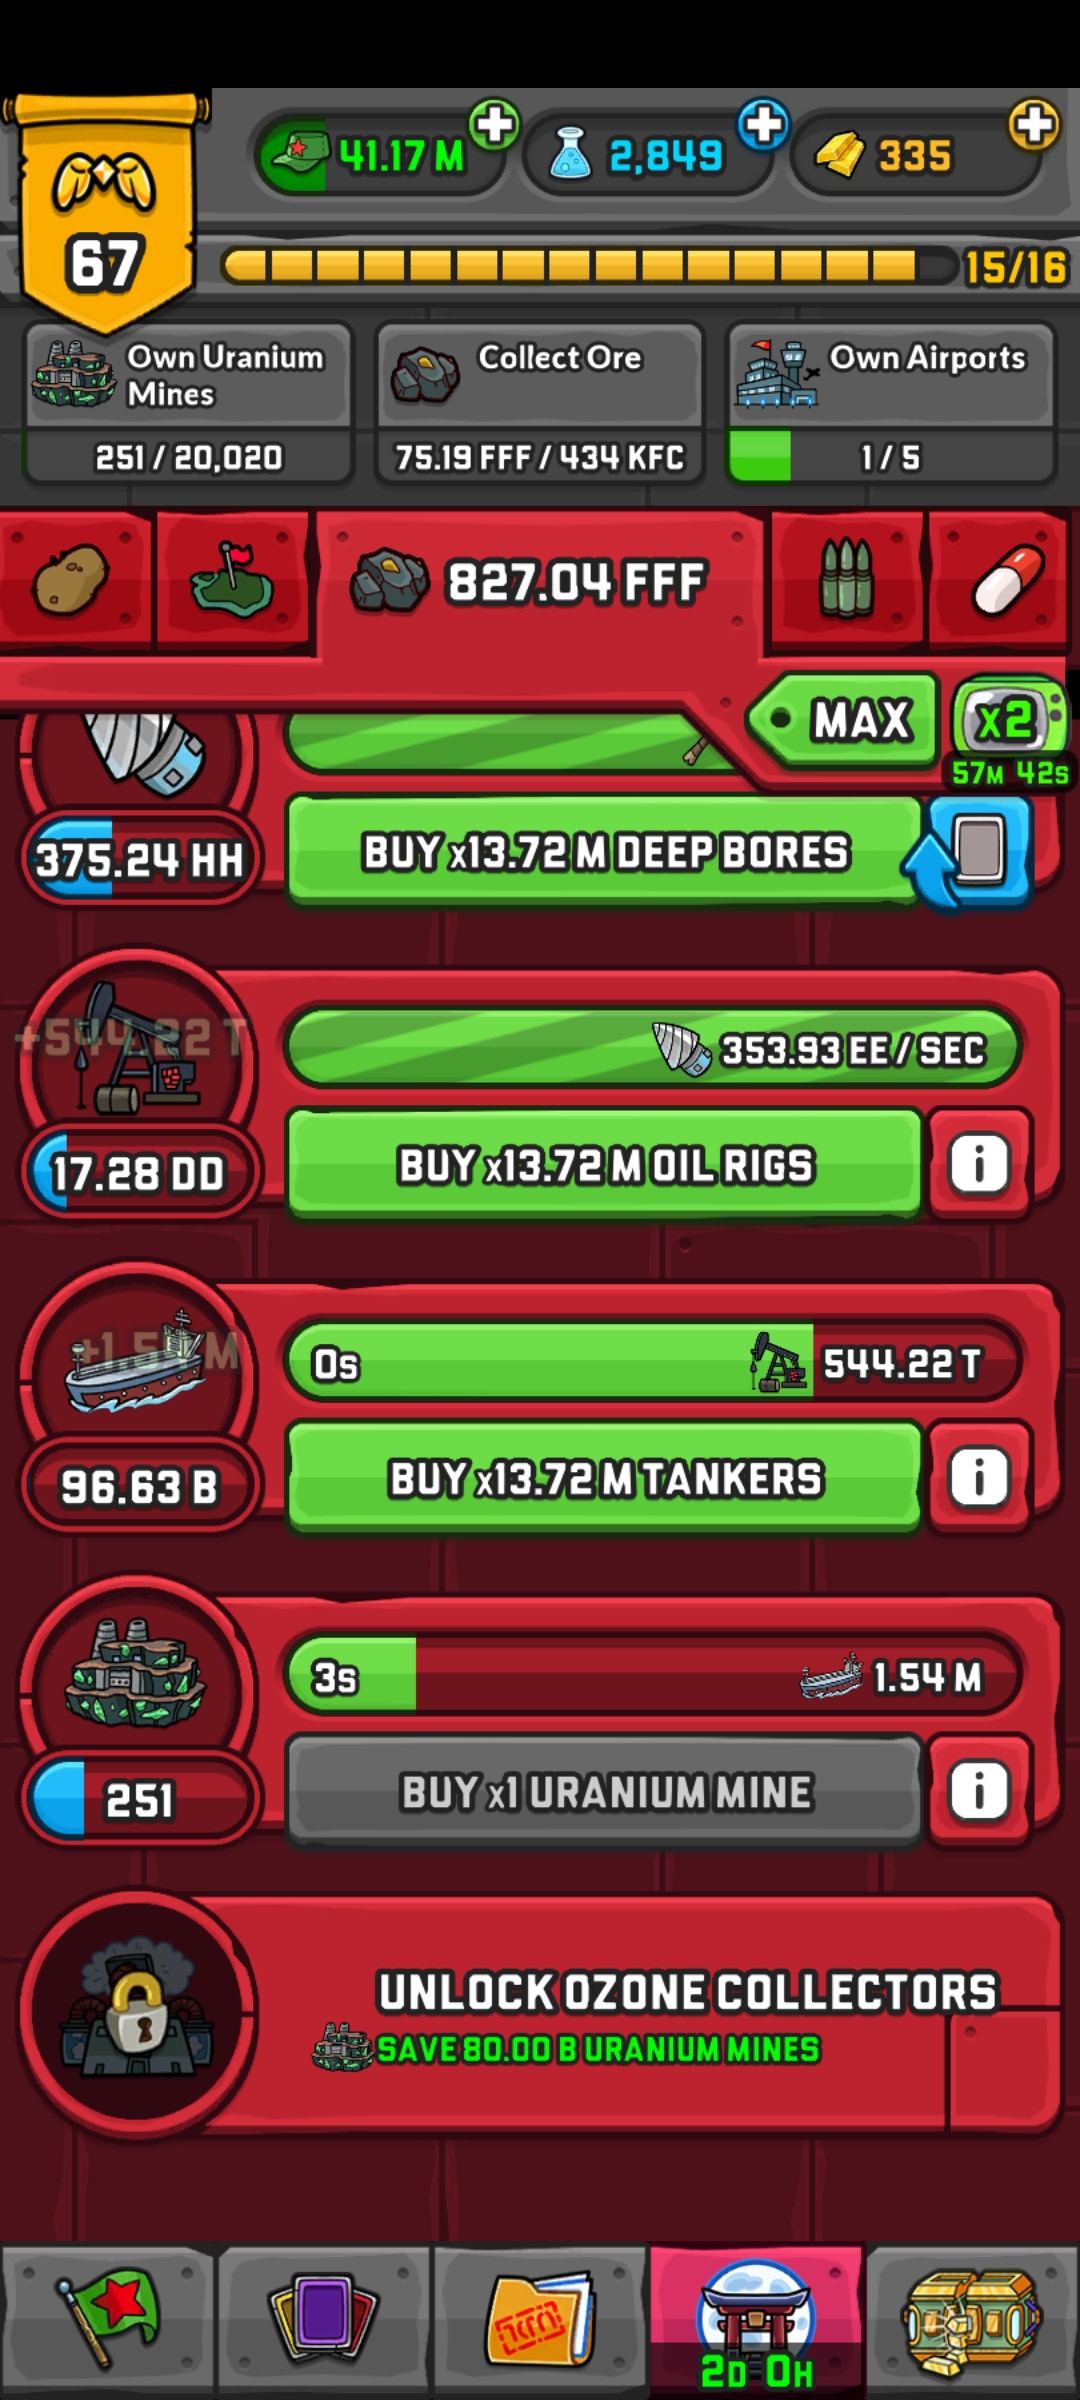 41.17 M
2,849
335
67
15/16
Own Uranium
Mines
251 / 20,020
Collect Ore
75.19 FFF / 434 KFC
Own Airports
1 / 5
827.04 FFF
MAX
x2
57M 42S
375.24 HH
BUY x13.72 M DEEP BORES
+544.22 T
353.93 EE / SEC
17.28 DD
BUY x13.72 M OIL RIGS
i
+1.54 M
0s
544.22 T
96.63 B
BUY x13.72 M TANKERS
i
3s
1.54 M
251
BUY x1 URANIUM MINE
i
UNLOCK OZONE COLLECTORS
SAVE 80.00 B URANIUM MINES
2D 0H